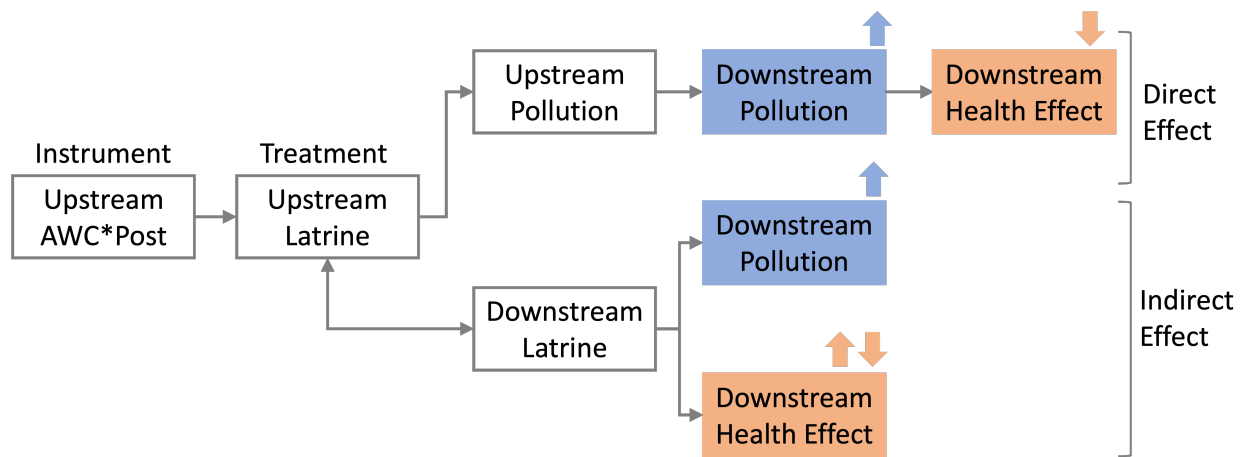 Instrument
Upstream
AWC*Post
Treatment
Upstream
Latrine
Upstream
Pollution
Downstream
Pollution
Downstream
Health Effect
Direct
Effect
Downstream
Latrine
Downstream
Pollution
Downstream
Health Effect
Indirect
Effect